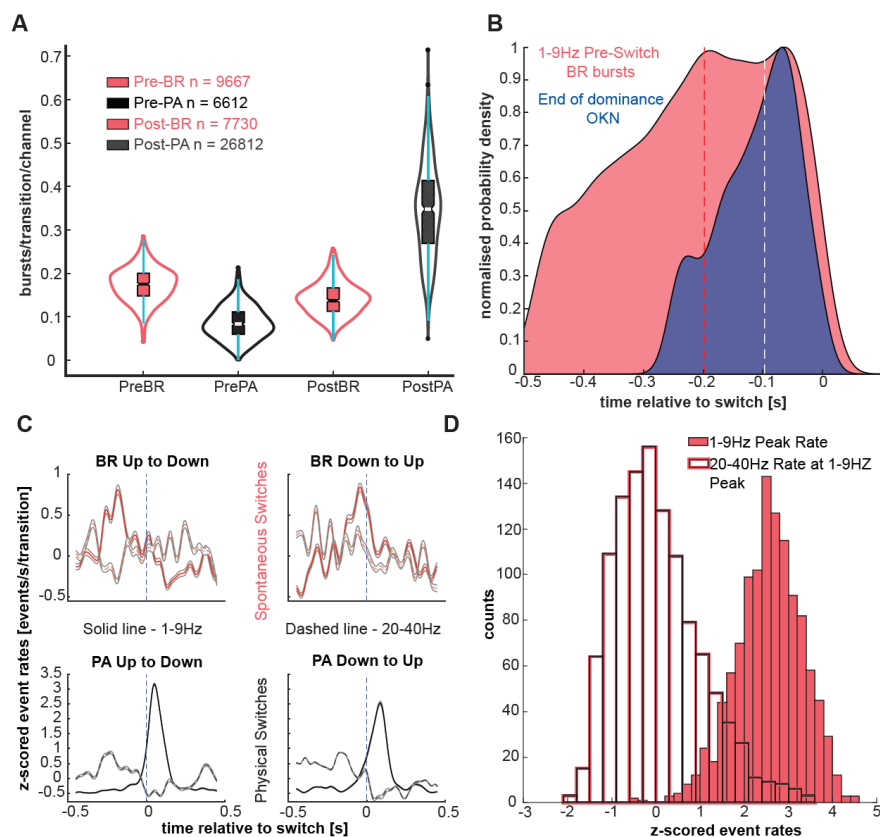 A
bursts/transition/channel
0.7
0.6
0.5
0.4
0.3
0.2
0.1
0
Pre-BR n = 9667
Pre-PA n = 6612
Post-BR n = 7730
Post-PA n = 26812
PreBR PrePA PostBR PostPA
B
normalised probability density
1
0.9
0.8
0.7
0.6
0.5
0.4
0.3
0.2
0.1
0
1-9Hz Pre-Switch
BR bursts
End of dominance
OKN
-0.5 -0.4 -0.3 -0.2 -0.1 0
time relative to switch [s]
C
z-scored event rates [events/s/transition]
BR Up to Down
1
0.5
0
-0.5
Spontaneous Switches
BR Down to Up
Solid line - 1-9Hz
Dashed line - 20-40Hz
PA Up to Down
3.5
3
2.5
2
1.5
1
0.5
0
-0.5
-0.5 0 0.5
Physical Switches
PA Down to Up
-0.5 0 0.5
time relative to switch [s]
D
counts
160
140
120
100
80
60
40
30
0
1-9Hz Peak Rate
20-40Hz Rate at 1-9HZ
Peak
-3 -2 -1 0 1 2 3 4 5
z-scored event rates